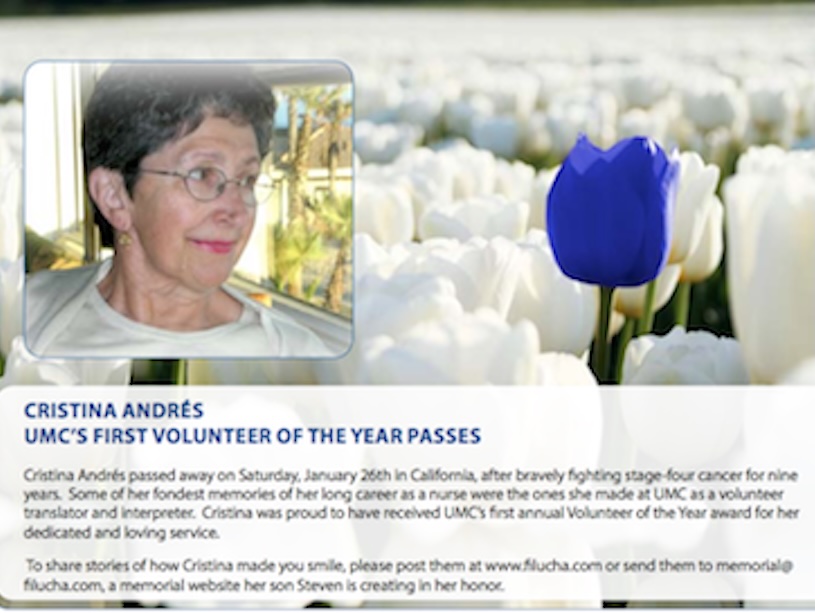 CRISTINA ANDRÉS
UMC'S FIRST VOLUNTEER OF THE YEAR PASSES
Cristina Andrés passed away on Saturday, January 26th in California, after bravely fighting stage-four cancer for nine
years. Some of her fondest memories of her long career as a nurse were the ones she made at UMC as a volunteer
translator and interpreter. Cristina was proud to have received UMC's first annual Volunteer of the Year award for her
dedicated and loving service.
To share stories of how Cristina made you smile, please post them at www.filucha.com or send them to memorial@
filucha.com, a memorial website her son Steven is creating in her honor.